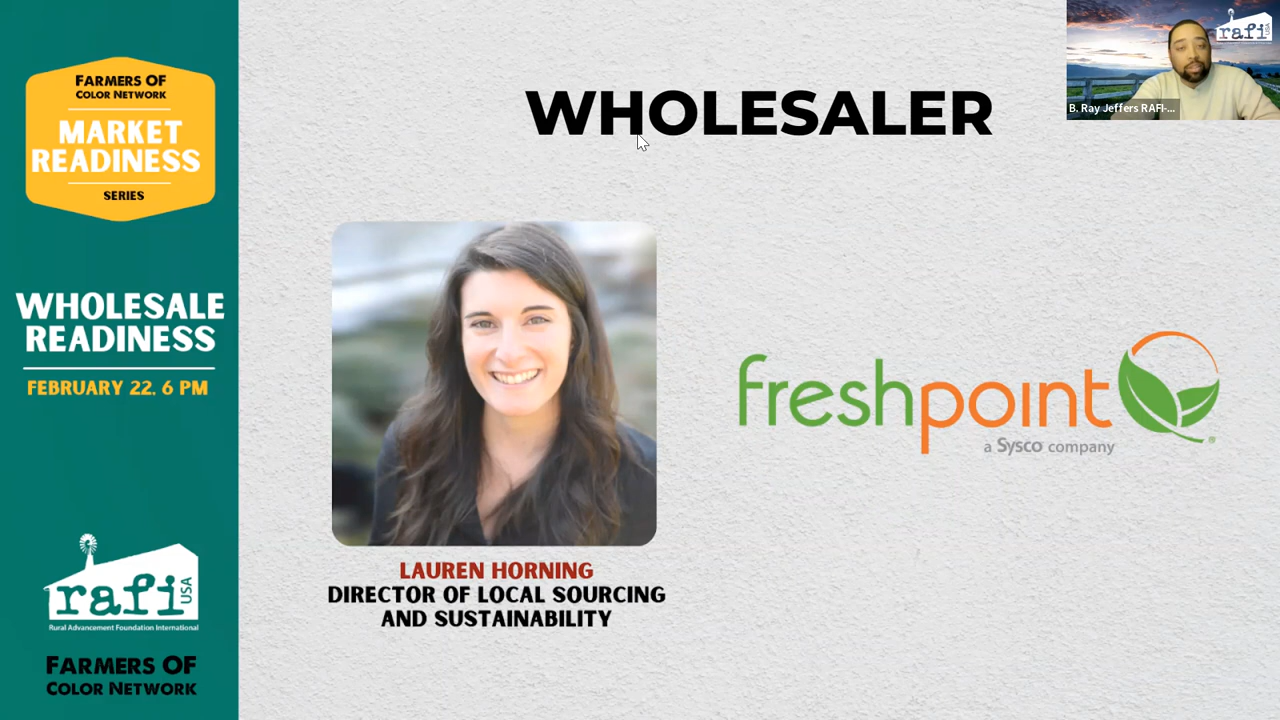 FARMERS OF
COLOR NETWORK
MARKET
READINESS
SERIES
WHOLESALE
READINESS
FEBRUARY 22, 6 PM
rafi
USA
Rural Advancement Foundation International
FARMERS OF
COLOR NETWORK
WHOLESALER
LAUREN HORNING
DIRECTOR OF LOCAL SOURCING
AND SUSTAINABILITY
freshpoint
®
a Sysco company
rafi
USA
B. Ray Jeffers RAFI-...